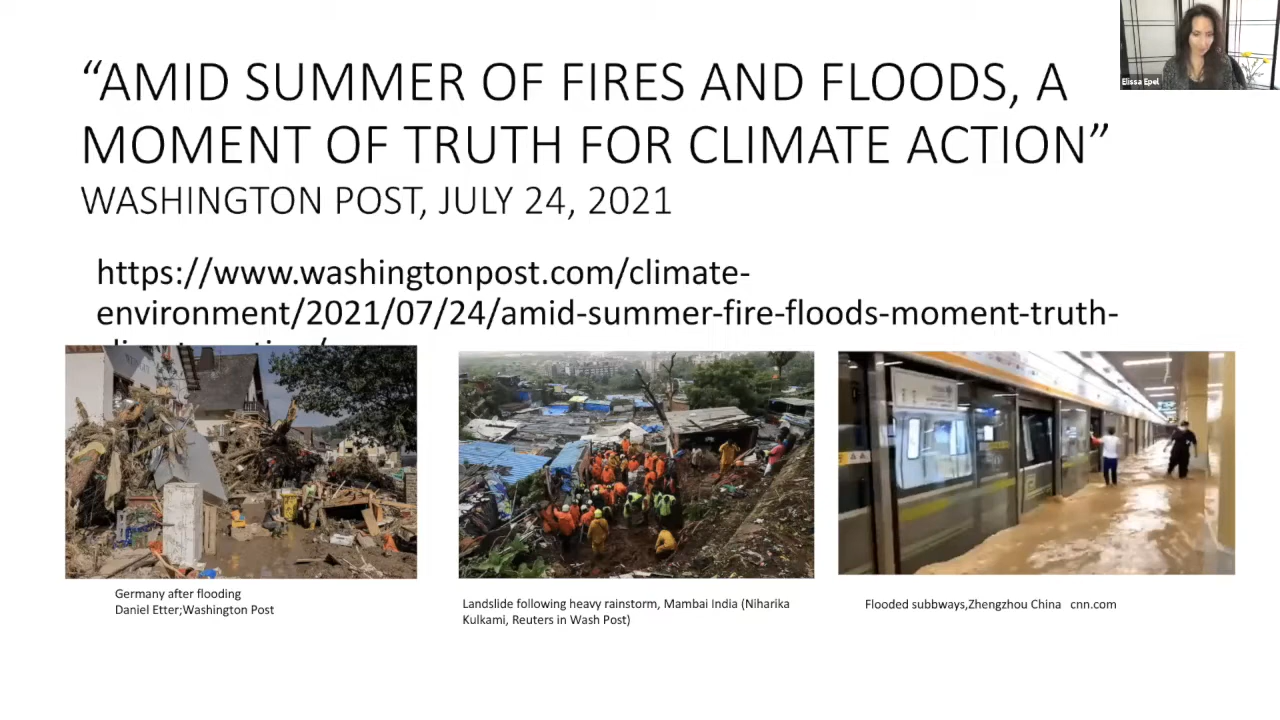 “AMID SUMMER OF FIRES AND FLOODS, A
MOMENT OF TRUTH FOR CLIMATE ACTION”
WASHINGTON POST, JULY 24, 2021
Elissa Epel
https://www.washingtonpost.com/climate-
environment/2021/07/24/amid-summer-fire-floods-moment-truth-
Germany after flooding
Daniel Etter;Washington Post
Landslide following heavy rainstorm, Mambai India (Niharika
Kulkami, Reuters in Wash Post)
Flooded subbways,Zhengzhou China cnn.com